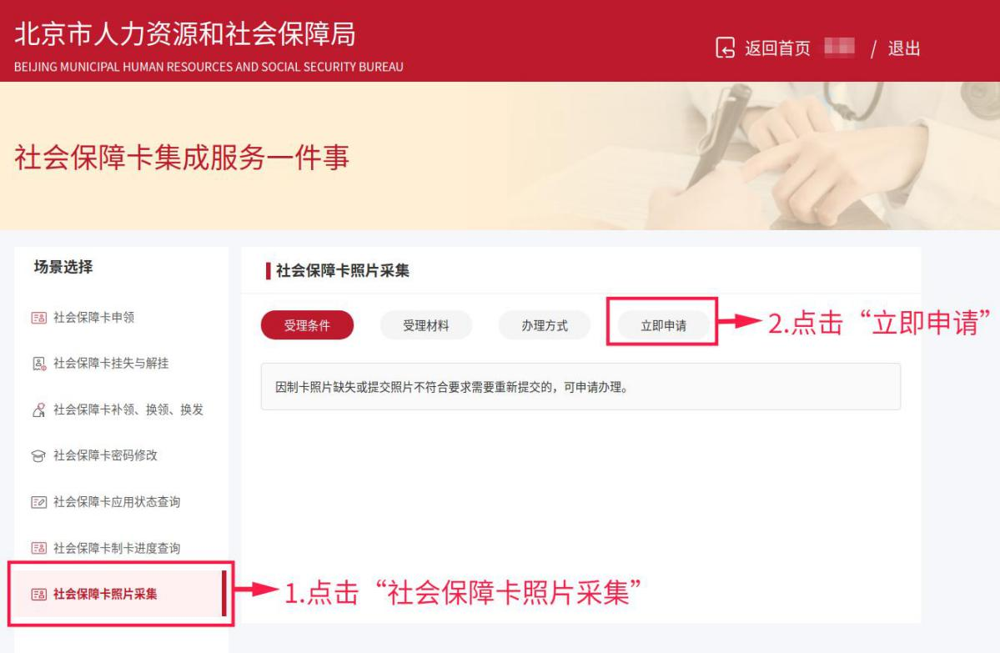 北京市人力资源和社会保障局
BEIJING MUNICIPAL HUMAN RESOURCES AND SOCIAL SECURITY BUREAU
返回首页 / 退出
社会保障卡集成服务一件事
场景选择
社会保障卡申领
社会保障卡挂失与解挂
社会保障卡补领、换领、换发
社会保障卡密码修改
社会保障卡应用状态查询
社会保障卡制卡进度查询
社会保障卡照片采集
1.点击“社会保障卡照片采集”
社会保障卡照片采集
受理条件 受理材料 办理方式 立即申请
2.点击“立即申请”
因制卡照片缺失或提交照片不符合要求需要重新提交的，可申请办理。